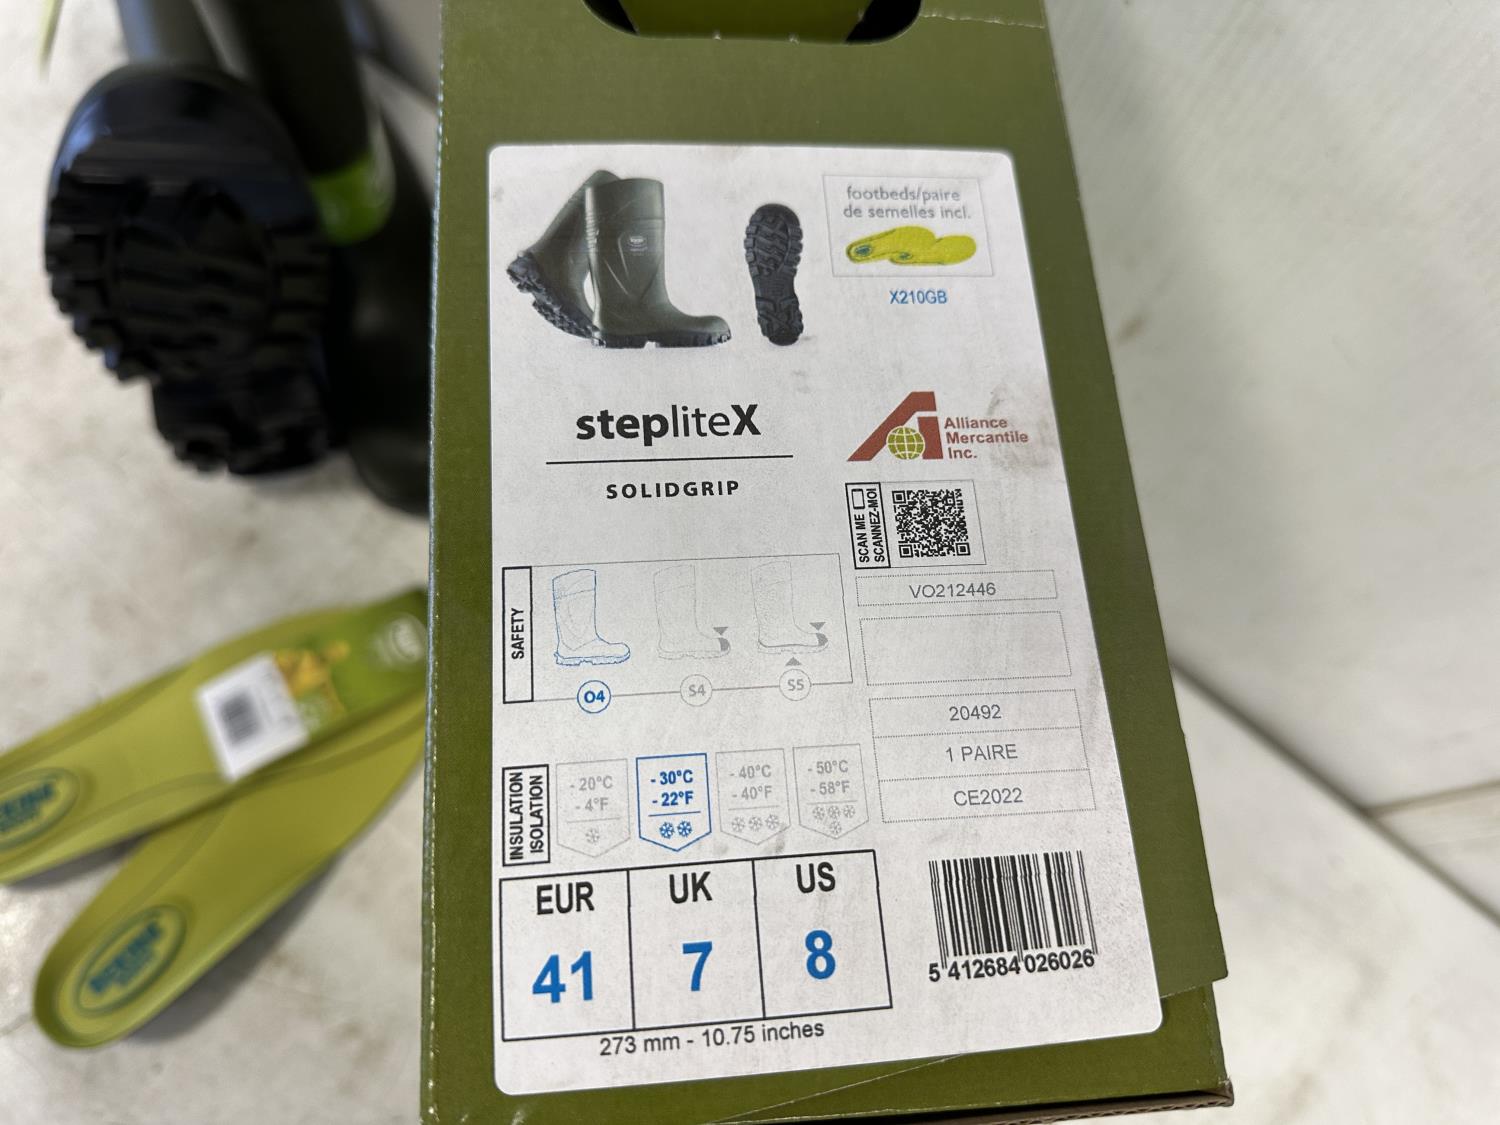 footbeds/paire
de semelles incl.
X210GB
stepliteX
SOLIDGRIP
Alliance
Mercantile
Inc.
SCAN ME
SCANNEZ-MOI
VO212446
SAFETY
O4
S4
S5
20492
1 PAIRE
CE2022
INSULATION
ISOLATION
- 20°C
- 4°F
- 30°C
- 22°F
- 40°C
- 40°F
- 50°C
- 58°F
EUR
UK
US
41
7
8
273 mm - 10.75 inches
5 412684 026026